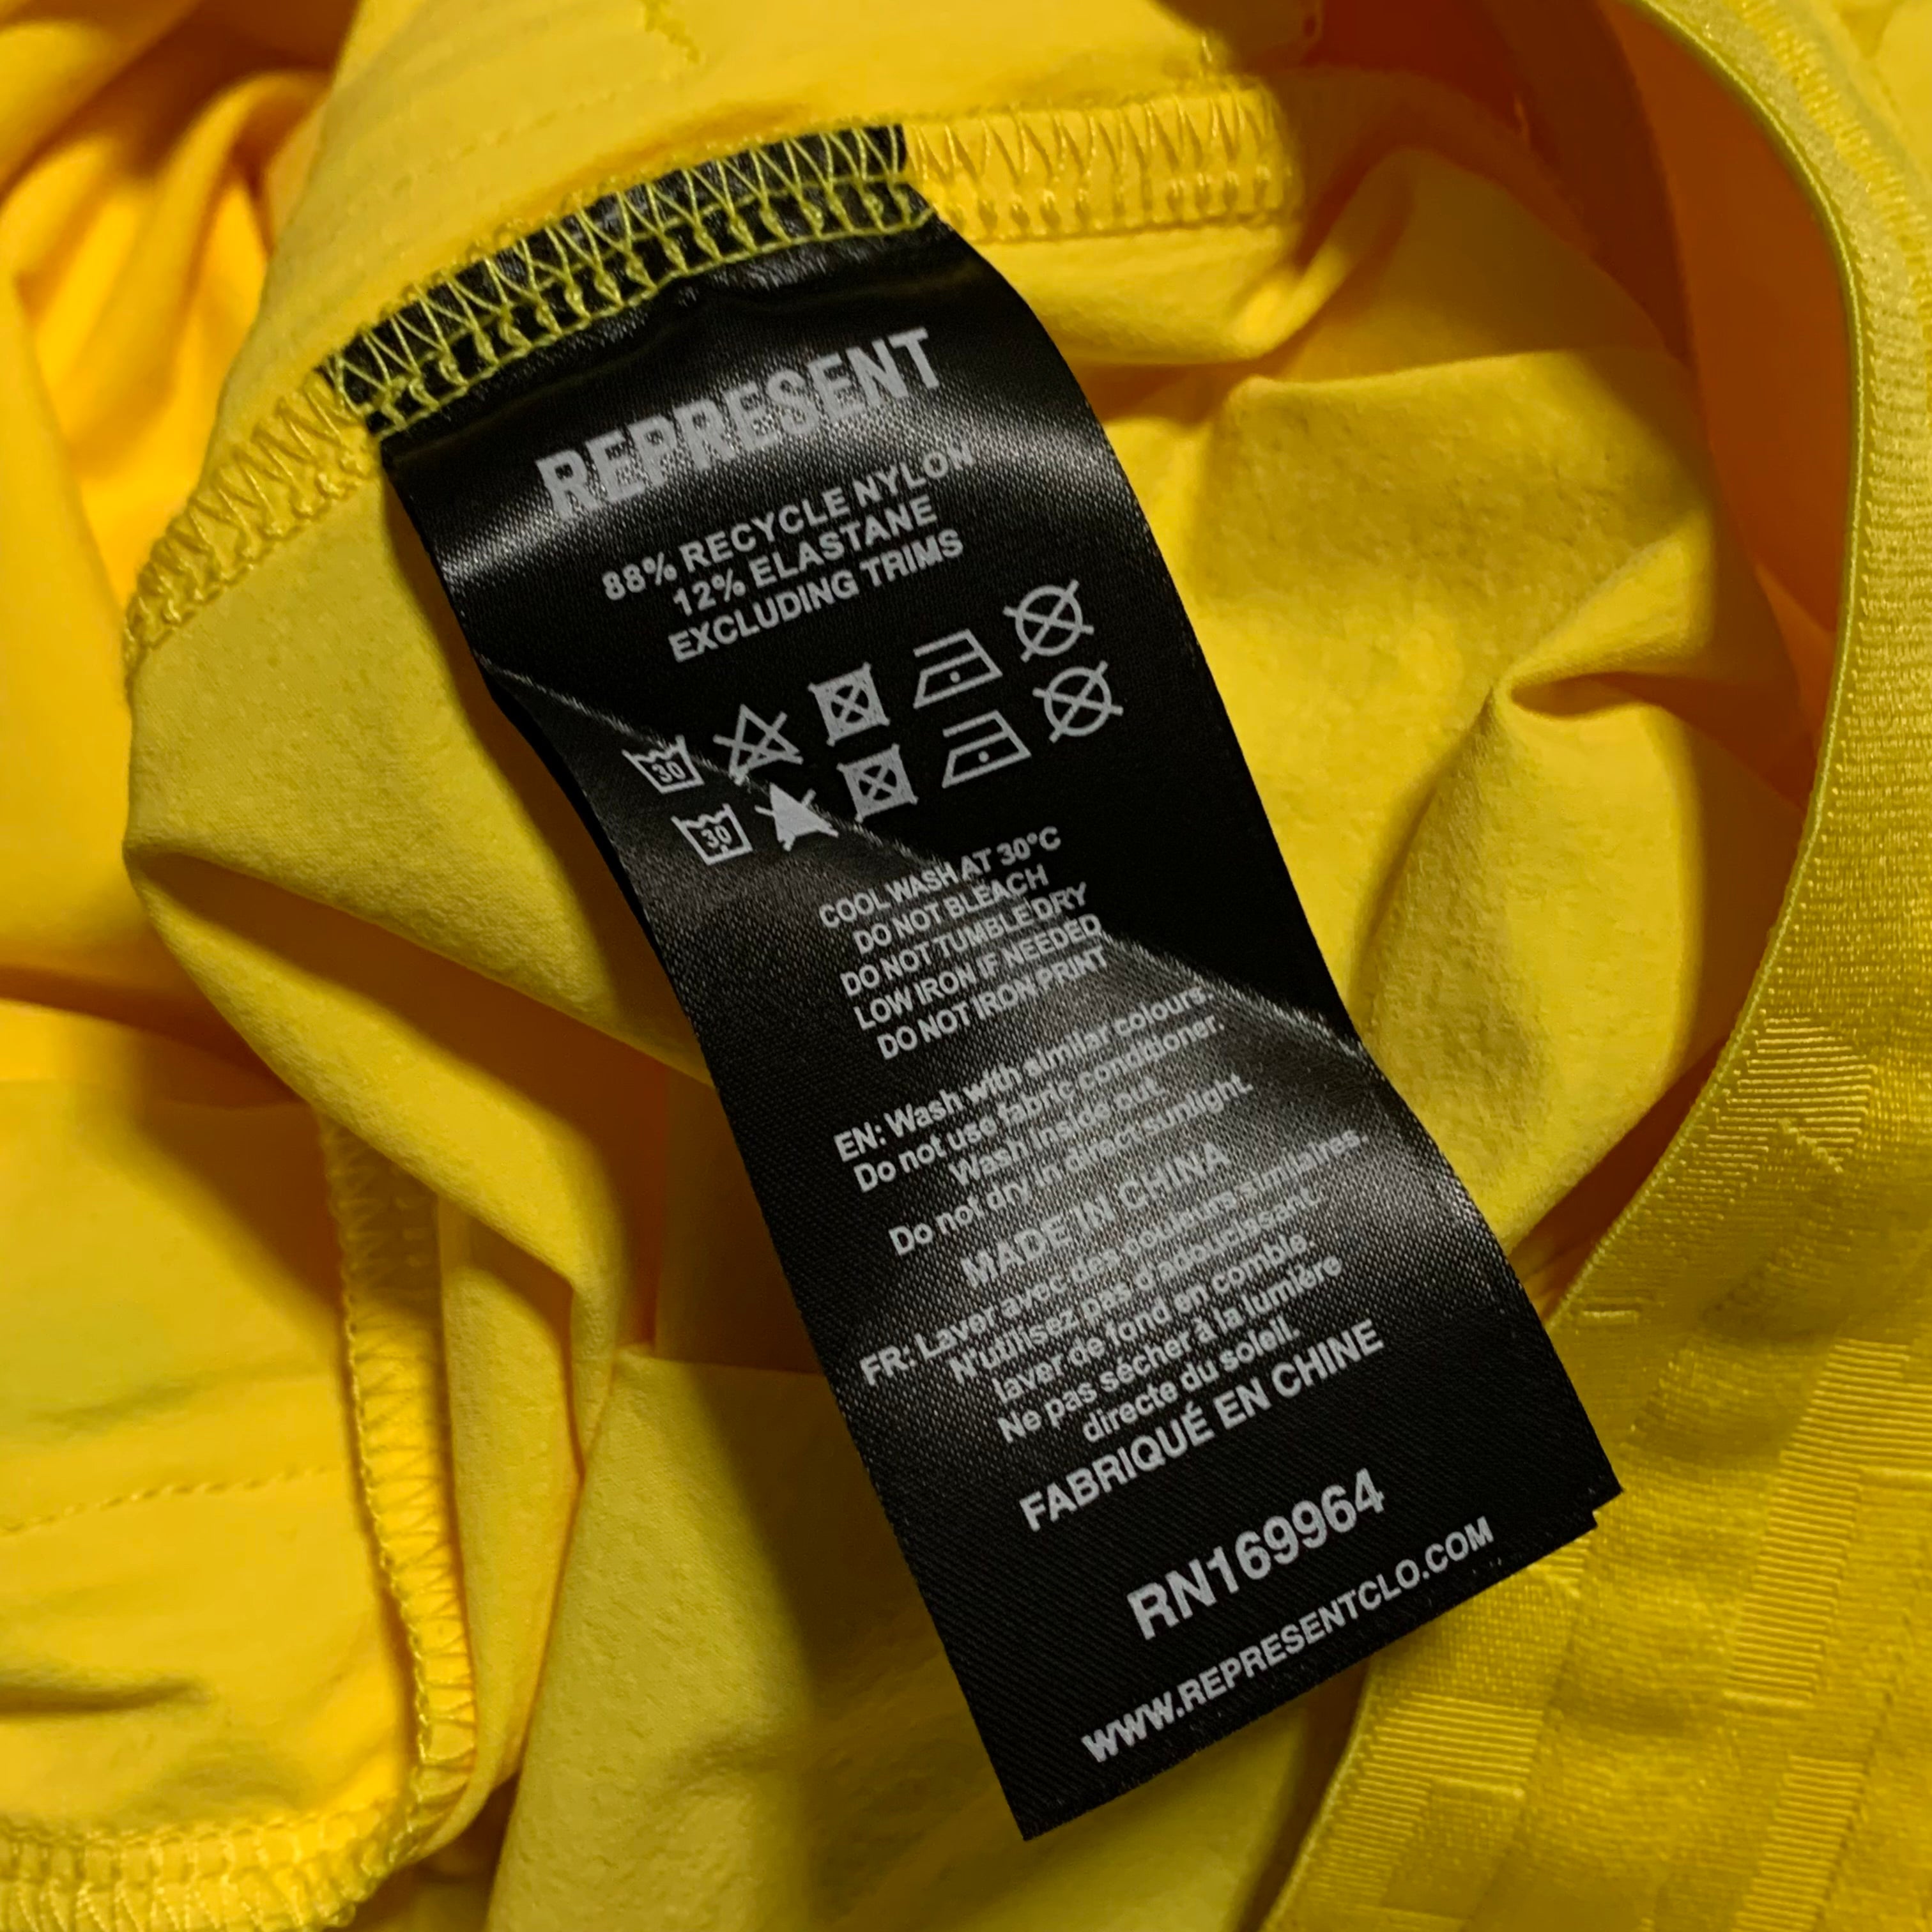 REPRESENT
88% RECYCLE NYLON
12% ELASTANE
EXCLUDING TRIMS
30
30
COOL WASH AT 30°C
DO NOT BLEACH
DO NOT TUMBLE DRY
LOW IRON IF NEEDED
DO NOT IRON PRINT
EN: Wash with similar colours.
Do not use fabric conditioner.
Wash inside out.
Do not dry in direct sunlight.
MADE IN CHINA
FR: Laver avec des couleurs similaires.
N'utilisez pas d'adoucissant.
laver de fond en comble
Ne pas sécher à la lumière
directe du soleil.
FABRIQUÉ EN CHINE
RN169964
WWW.REPRESENTCLO.COM